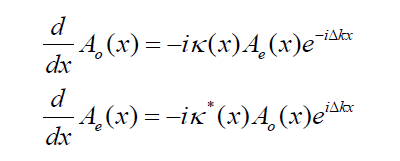 d/dx A_o(x) = −iκ(x)A_e(x)e^{−iΔkx}
d/dx A_e(x) = −iκ^*(x)A_o(x)e^{iΔkx}